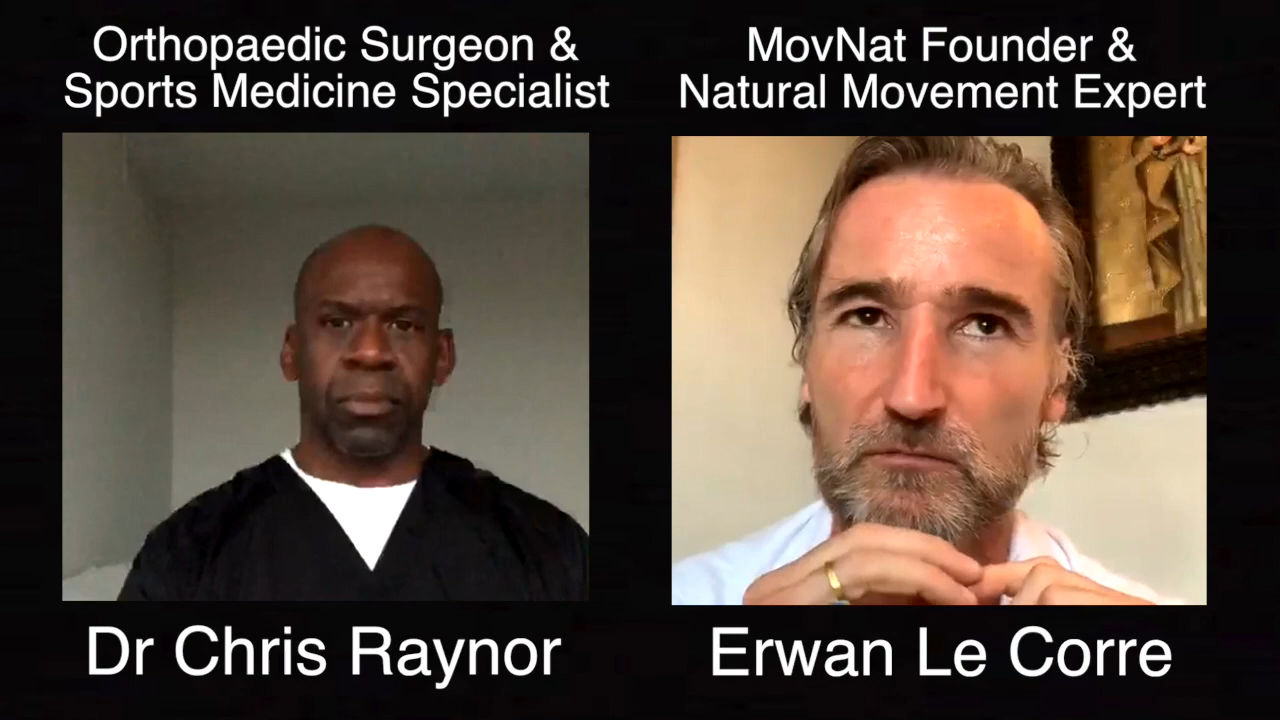 Orthopaedic Surgeon &
Sports Medicine Specialist
MovNat Founder &
Natural Movement Expert
Dr Chris Raynor
Erwan Le Corre